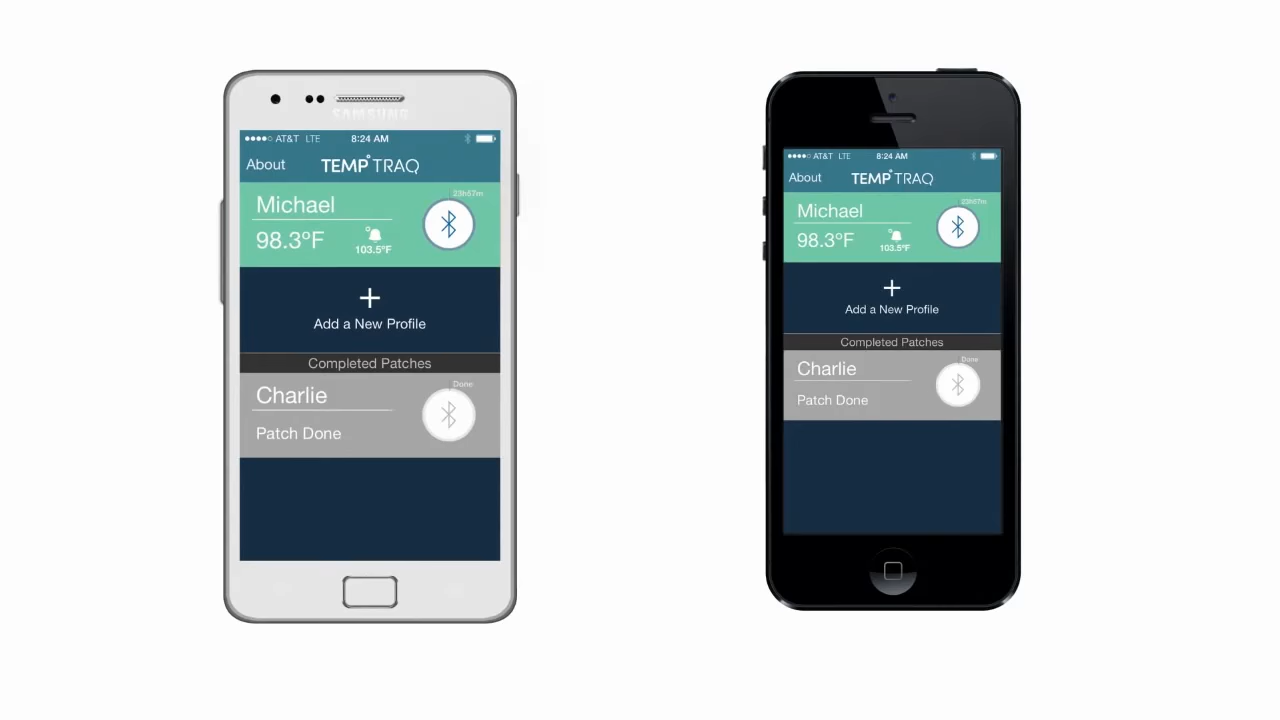 SAMSUNG
AT&T LTE 8:24 AM
About TEMP°TRAQ
23h57m
Michael
98.3°F
103.5°F
+
Add a New Profile
Completed Patches
Done
Charlie
Patch Done
AT&T LTE 8:24 AM
About TEMP°TRAQ
23h57m
Michael
98.3°F
103.5°F
+
Add a New Profile
Completed Patches
Done
Charlie
Patch Done